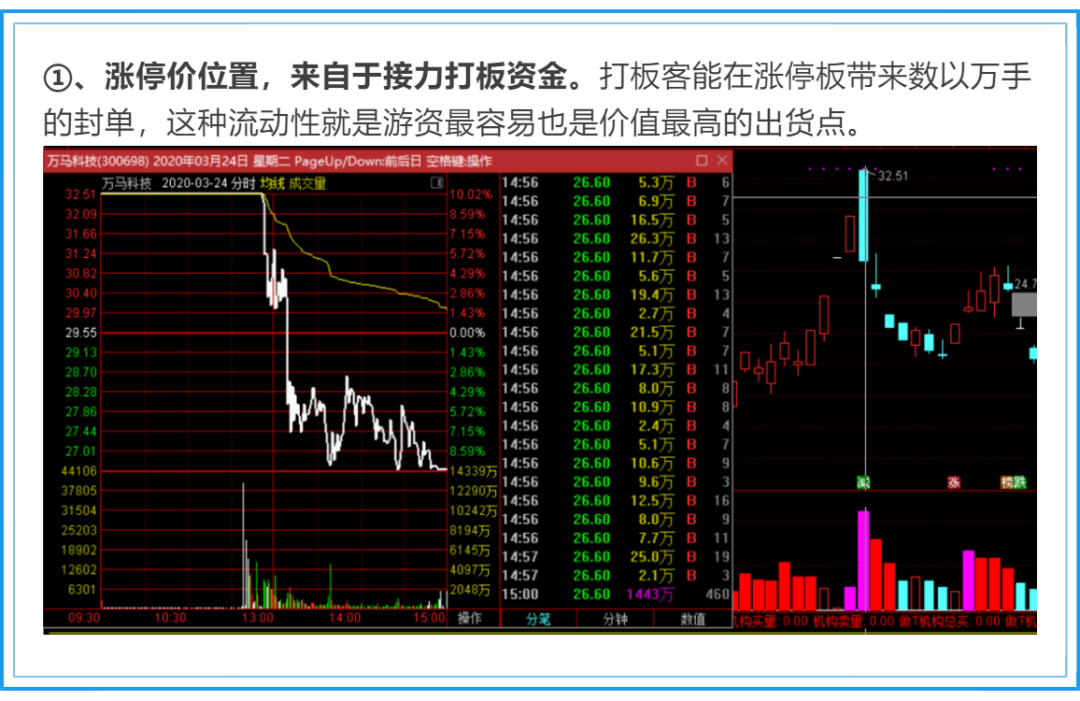 ①、涨停价位置，来自于接力打板资金。打板客能在涨停板带来数以万手
的封单，这种流动性就是游资最容易也是价值最高的出货点。
万马科技(300698) 2020年03月24日 星期二 PageUp/Down:前后日 空格键:操作
万马科技 2020-03-24 分时 均线 成交量
32.51 10.02%
32.09 8.59%
31.66 7.15%
31.24 5.72%
30.82 4.29%
30.40 2.86%
29.97 1.43%
29.55 0.00%
29.13 1.43%
28.70 2.86%
28.28 4.29%
27.86 5.72%
27.44 7.15%
27.01 8.59%
44106 14339万
37805 12290万
31504 10242万
25203 8194万
18902 6145万
12602 4097万
6301 2048万
09:30 10:30 13:00 14:00 15:00 操作
14:56 26.60 5.3万 B 6
14:56 26.60 6.9万 B 7
14:56 26.60 16.5万 B 5
14:56 26.60 26.3万 B 13
14:56 26.60 11.7万 B 7
14:56 26.60 5.6万 B 5
14:56 26.60 19.4万 B 13
14:56 26.60 2.7万 B 4
14:56 26.60 21.5万 B 7
14:56 26.60 5.1万 B 7
14:56 26.60 17.3万 B 11
14:56 26.60 8.0万 B 8
14:56 26.60 10.9万 B 8
14:56 26.60 2.4万 B 4
14:56 26.60 5.1万 B 7
14:56 26.60 10.6万 B 9
14:56 26.60 9.6万 B 3
14:56 26.60 12.5万 B 16
14:56 26.60 8.0万 B 9
14:56 26.60 7.7万 B 11
14:57 26.60 25.0万 B 19
14:57 26.60 2.1万 B 3
15:00 26.60 1443万 460
分笔 分钟 数值
32.51
24.7
减 涨 榜 跌
机构买量: 0.00 机构卖量: 0.00 做T机构总买: 0.00 做T机